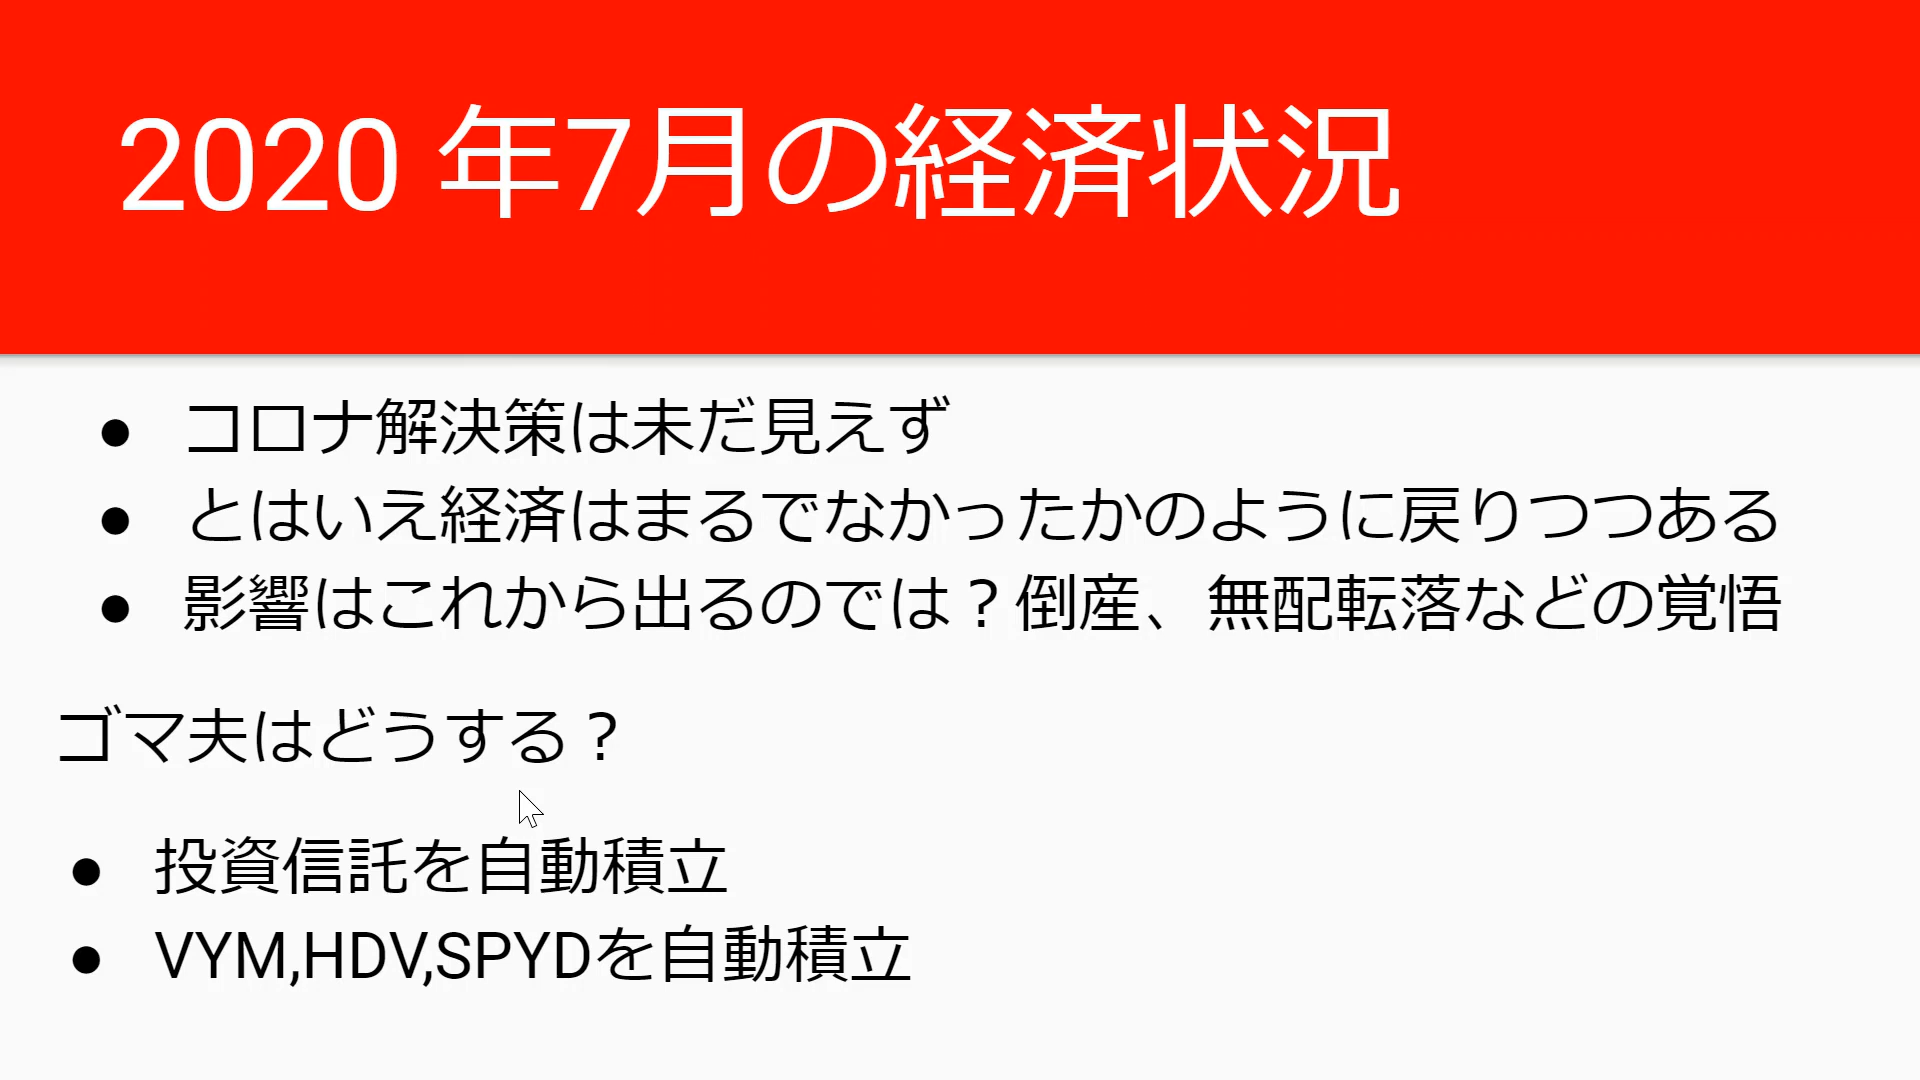 2020 年7月の経済状況
コロナ解決策は未だ見えず
とはいえ経済はまるでなかったかのように戻りつつある
影響はこれから出るのでは？倒産、無配転落などの覚悟
ゴマ夫はどうする？
投資信託を自動積立
VYM,HDV,SPYDを自動積立